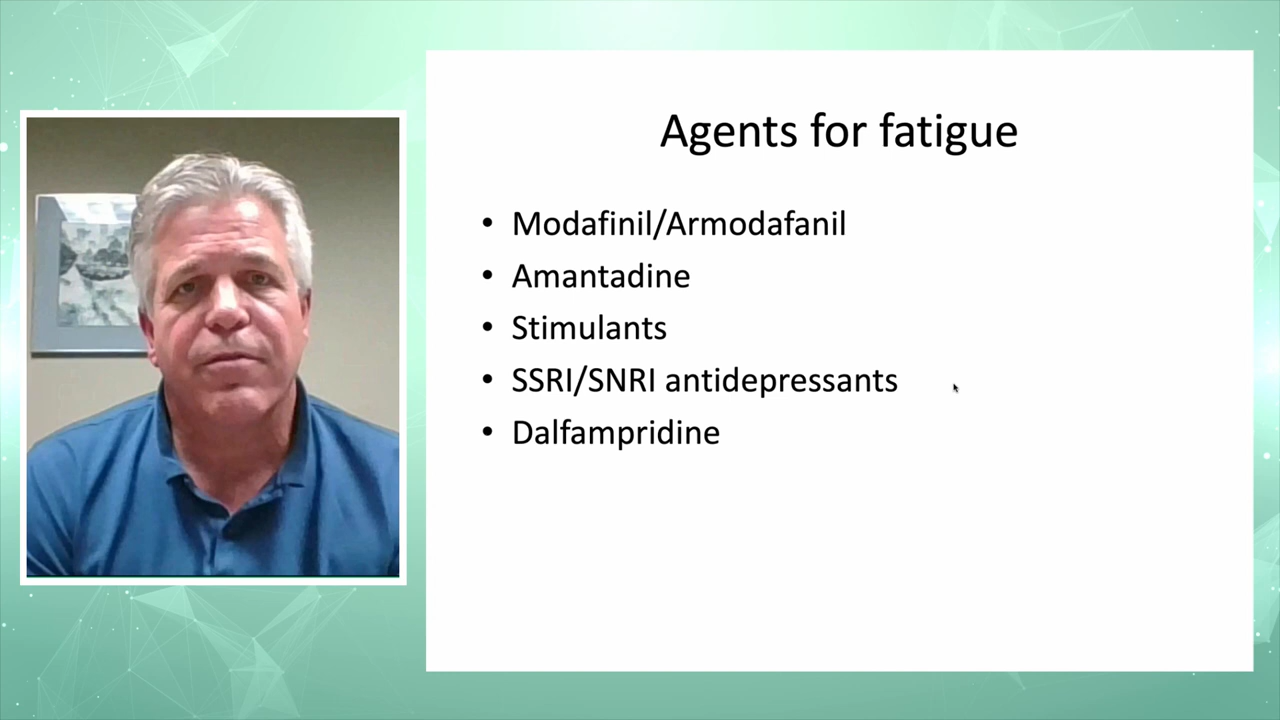 Agents for fatigue
• Modafinil/Armodafanil
• Amantadine
• Stimulants
• SSRI/SNRI antidepressants
• Dalfampridine